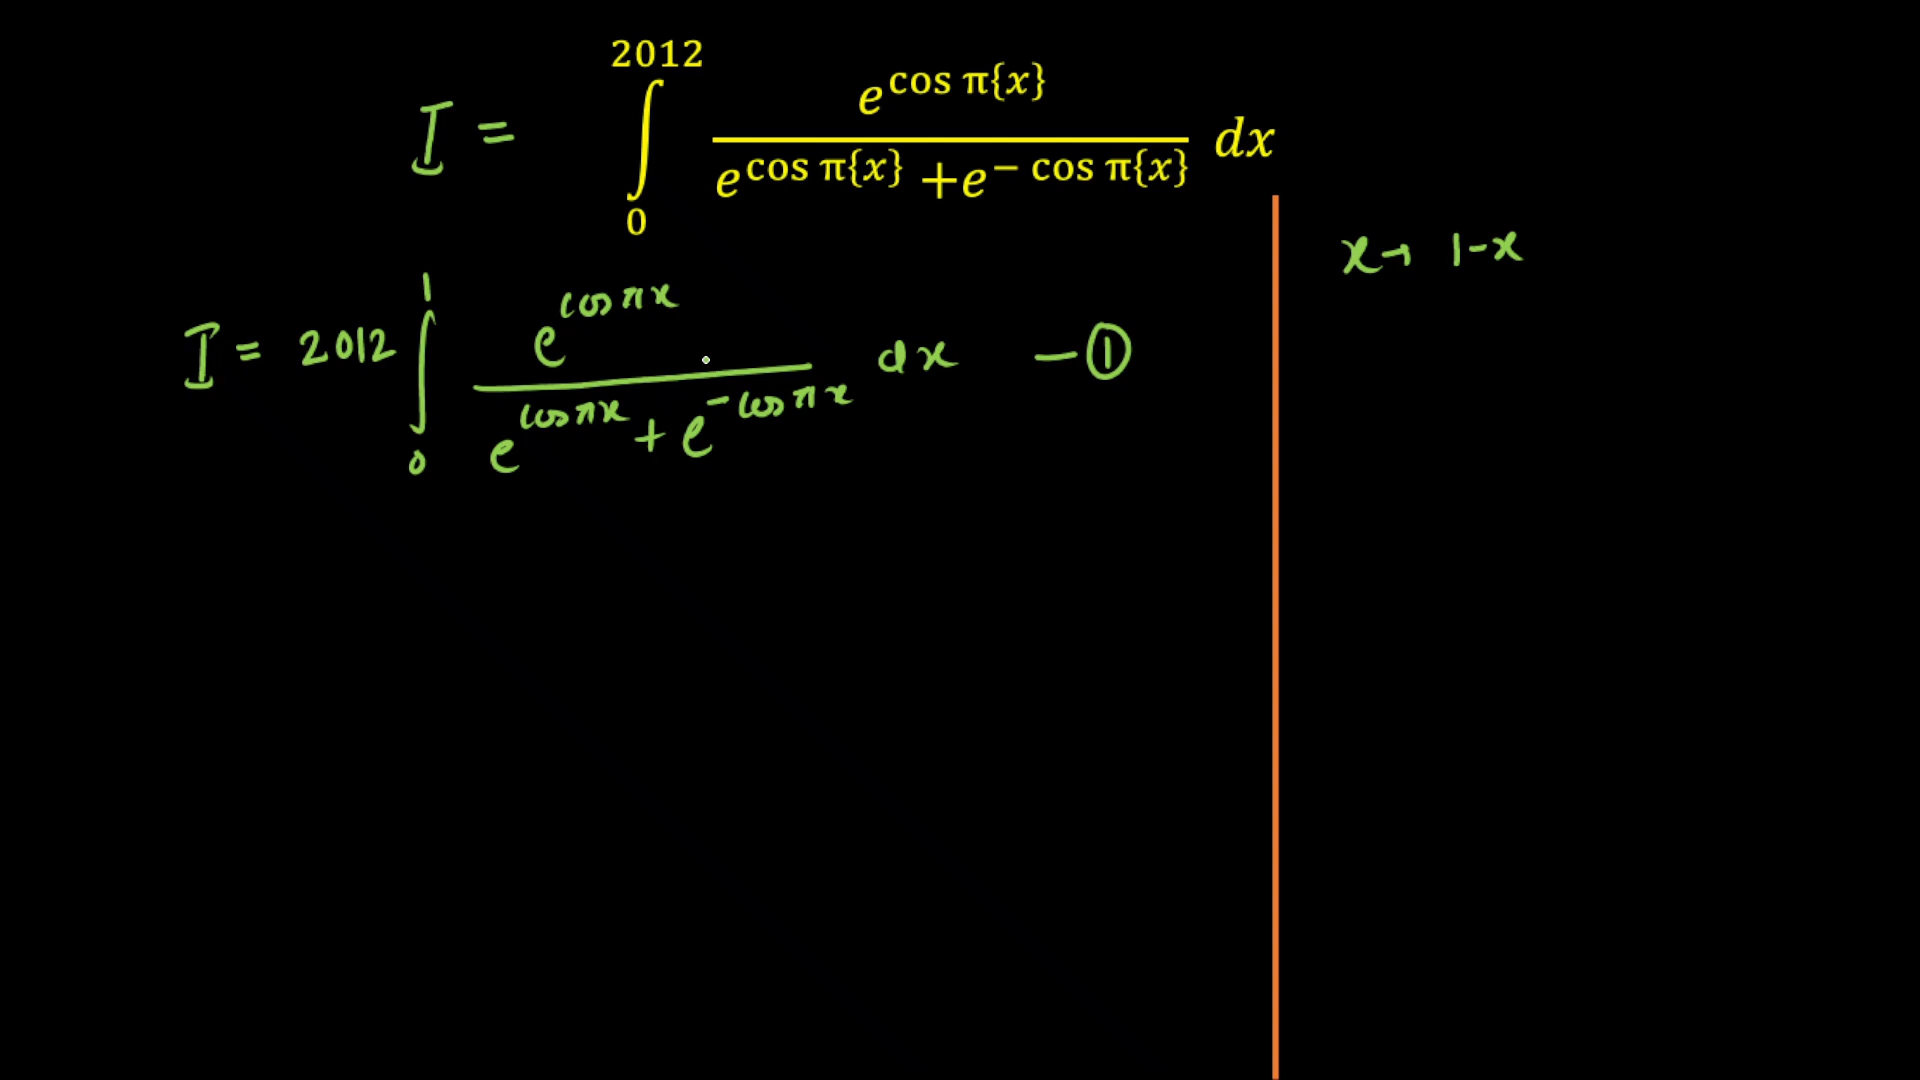 I = ∫₀²⁰¹² e^{cos π{x}} / (e^{cos π{x}} + e^{− cos π{x}}) dx
x → 1-x
I = 2012 ∫₀¹ e^{cos πx} / (e^{cos πx} + e^{-cos πx}) dx — ①